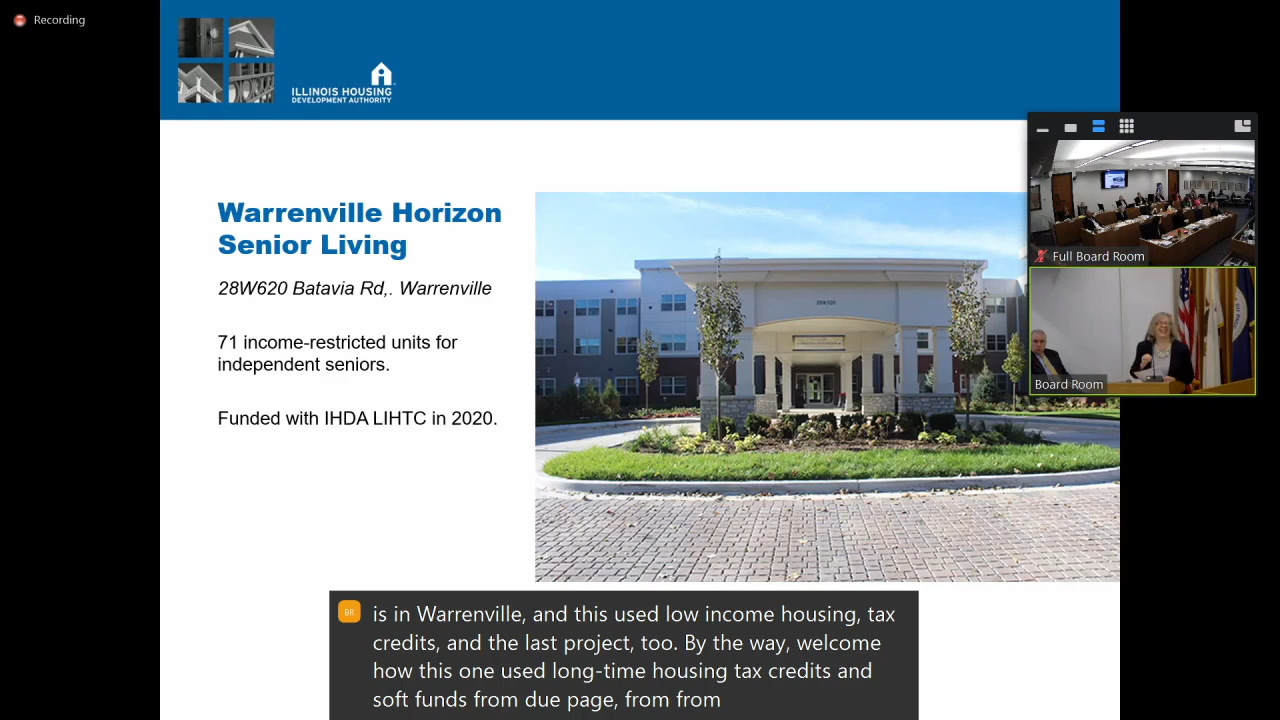 Recording
ILLINOIS HOUSING
DEVELOPMENT AUTHORITY
Warrenville Horizon
Senior Living
28W620 Batavia Rd,. Warrenville
71 income-restricted units for
independent seniors.
Funded with IHDA LIHTC in 2020.
28W620
Full Board Room
Board Room
BR
is in Warrenville, and this used low income housing, tax
credits, and the last project, too. By the way, welcome
how this one used long-time housing tax credits and
soft funds from due page, from from